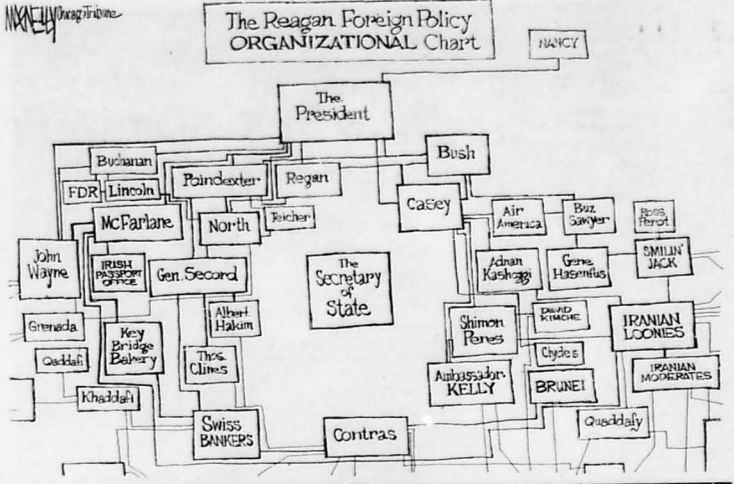 MacNelly Chicago Tribune
The Reagan Foreign Policy
ORGANIZATIONAL Chart
NANCY
The
President
Buchanan
Bush
FDR
Lincoln
Poindexter
Regan
Casey
Air
America
Buz
Sawyer
Ross
Perot
McFarlane
North
Teicher
John
Wayne
IRISH
PASSPORT
OFFICE
Gen. Secord
The
Secretary
of
State
Adnan
Kashoggi
Gene
Hasenfus
SMILIN'
JACK
Grenada
Key
Bridge
Bakery
Albert
Hakim
Shimon
Peres
DAVID
KIMCHE
IRANIAN
LOONIES
Qaddafi
Thos.
Clines
Clyde's
Ambassador
KELLY
BRUNEI
IRANIAN
MODERATES
Khaddafi
Swiss
BANKERS
Contras
Quaddafy